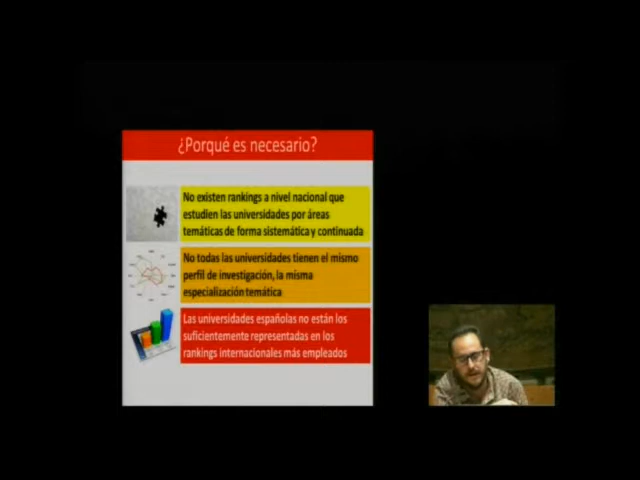 ¿Porqué es necesario?
No existen rankings a nivel nacional que
estudien las universidades por áreas
temáticas de forma sistemática y continuada
No todas las universidades tienen el mismo
perfil de investigación, la misma
especialización temática
Las universidades españolas no están los
suficientemente representadas en los
rankings internacionales más empleados